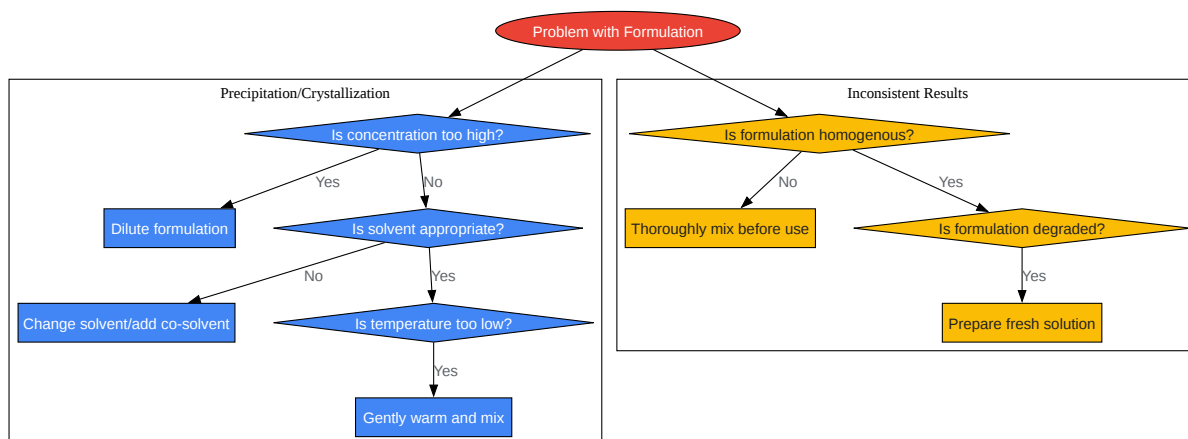 Problem with Formulation
Precipitation/Crystallization
Is concentration too high?
Yes
No
Dilute formulation
Is solvent appropriate?
No
Yes
Change solvent/add co-solvent
Is temperature too low?
Yes
Gently warm and mix
Inconsistent Results
Is formulation homogenous?
No
Yes
Thoroughly mix before use
Is formulation degraded?
Yes
Prepare fresh solution